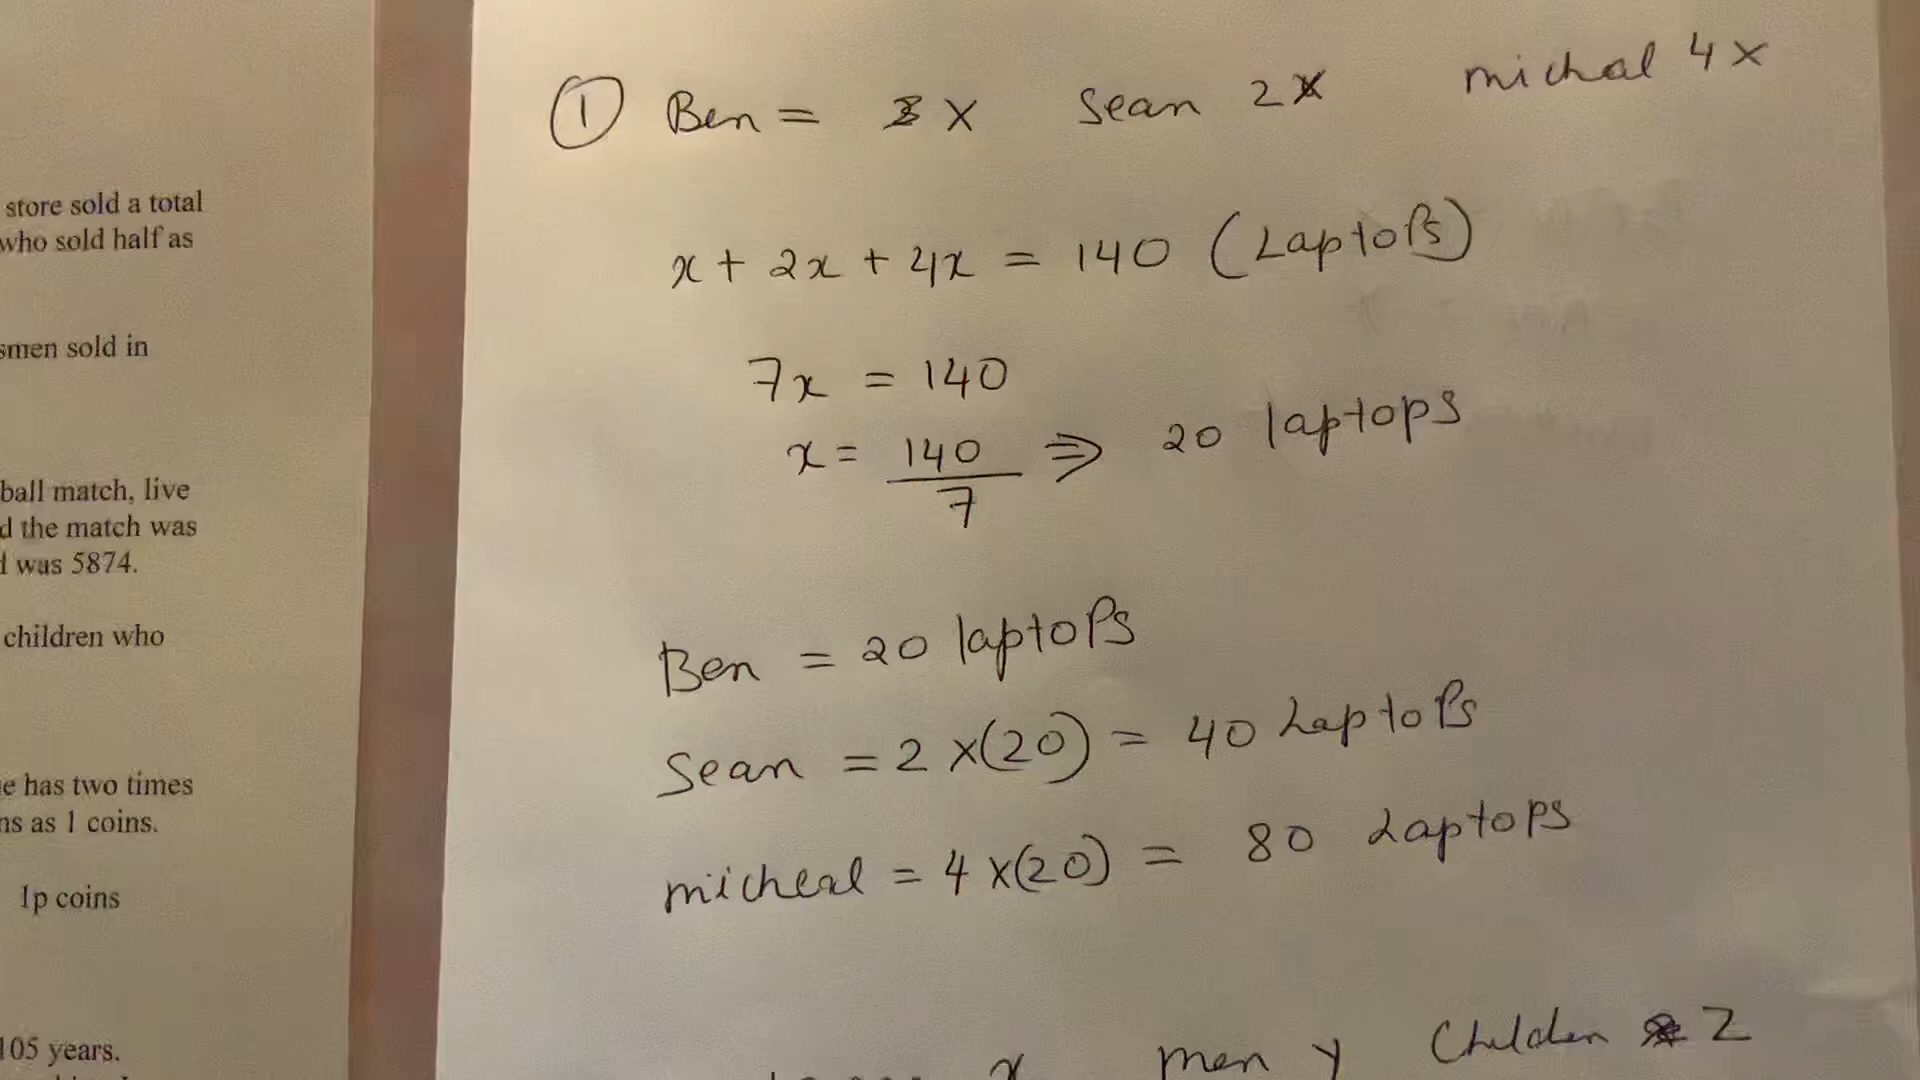 store sold a total
who sold half as
smen sold in
ball match, live
d the match was
d was 5874.
children who
e has two times
ns as 1 coins.
1p coins
105 years.
① Ben = x Sean 2x michal 4x
x + 2x + 4x = 140 (Laptops)
7x = 140
x = 140/7 ⇒ 20 laptops
Ben = 20 laptops
Sean = 2 x(20) = 40 Laptops
micheal = 4 x(20) = 80 Laptops
x men y Children z